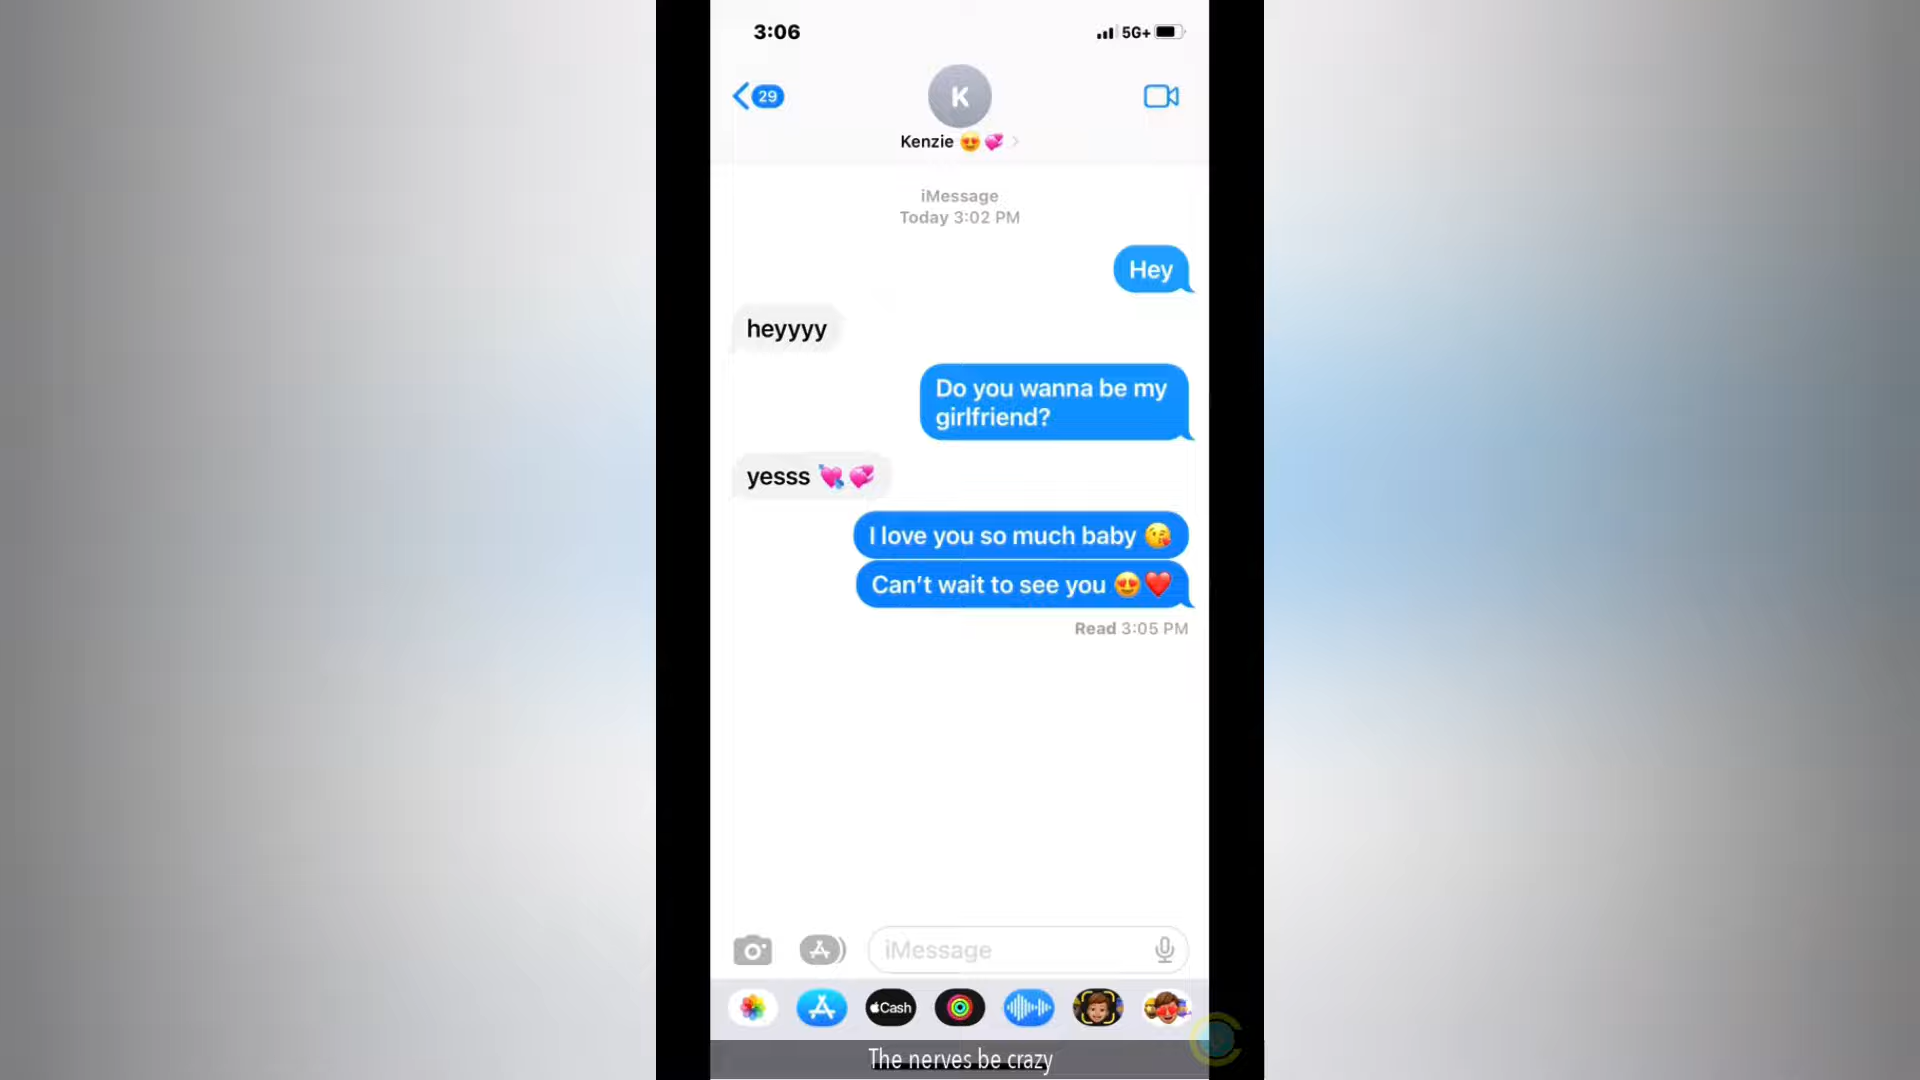 3:06
5G+
29
K
Kenzie 😍💞
iMessage
Today 3:02 PM
Hey
heyyyy
Do you wanna be my
girlfriend?
yesss 💘💞
I love you so much baby 😘
Can’t wait to see you 😍❤️
Read 3:05 PM
iMessage
Cash
The nerves be crazy